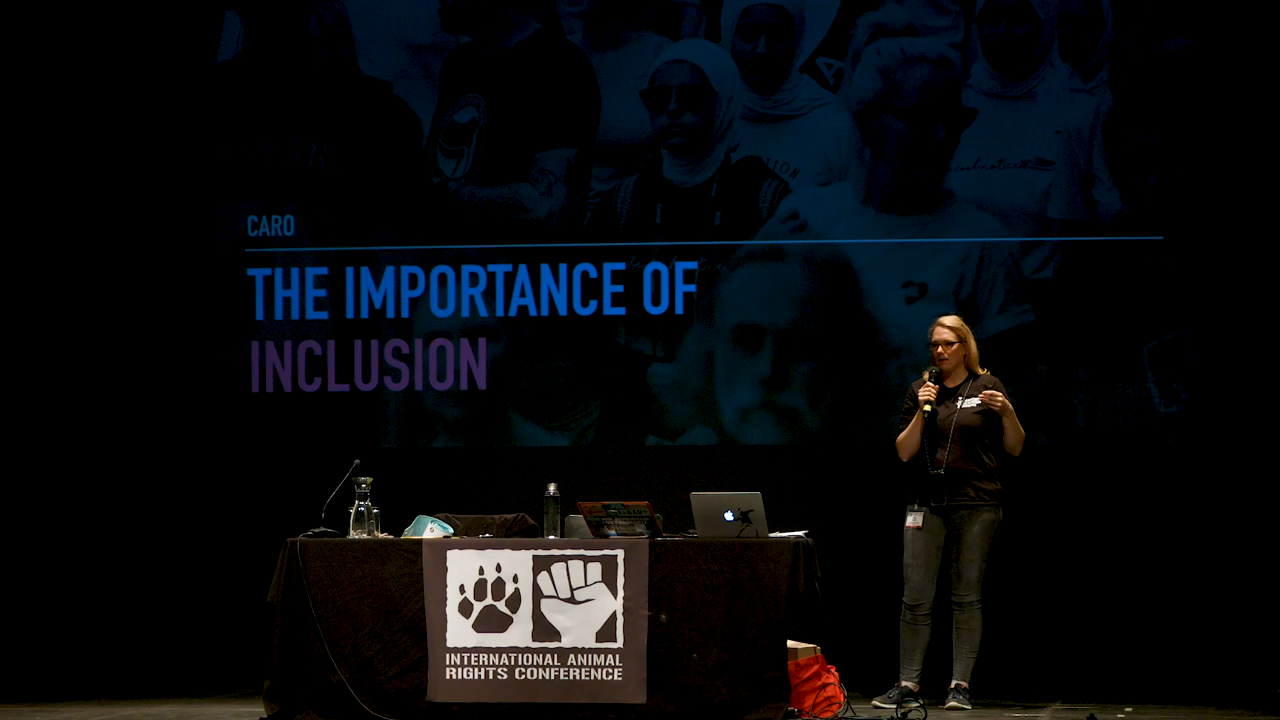 CARO
THE IMPORTANCE OF
INCLUSION
INTERNATIONAL ANIMAL
RIGHTS CONFERENCE